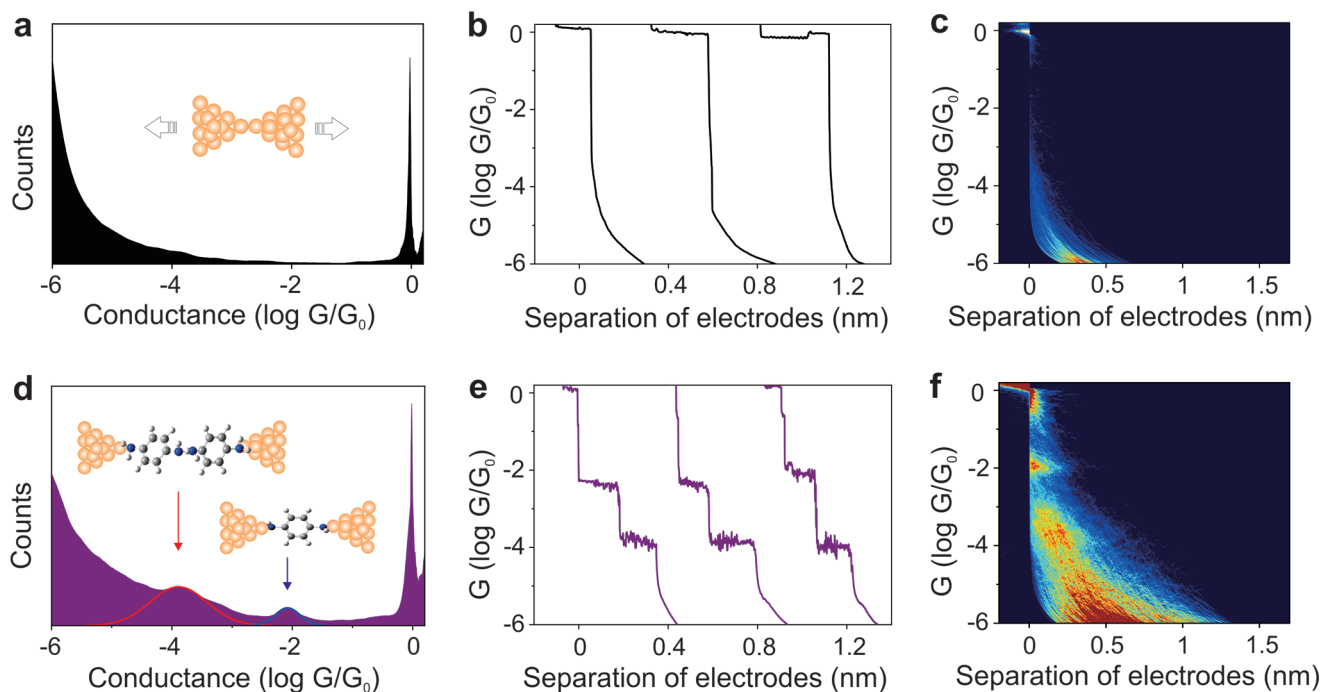 a
Counts
-6
-4
-2
0
Conductance (log G/G₀)
b
G (log G/G₀)
0
-2
-4
-6
0
0.4
0.8
1.2
Separation of electrodes (nm)
c
G (log G/G₀)
0
-2
-4
-6
0
0.5
1
1.5
Separation of electrodes (nm)
d
Counts
-6
-4
-2
0
Conductance (log G/G₀)
e
G (log G/G₀)
0
-2
-4
-6
0
0.4
0.8
1.2
Separation of electrodes (nm)
f
G (log G/G₀)
0
-2
-4
-6
0
0.5
1
1.5
Separation of electrodes (nm)